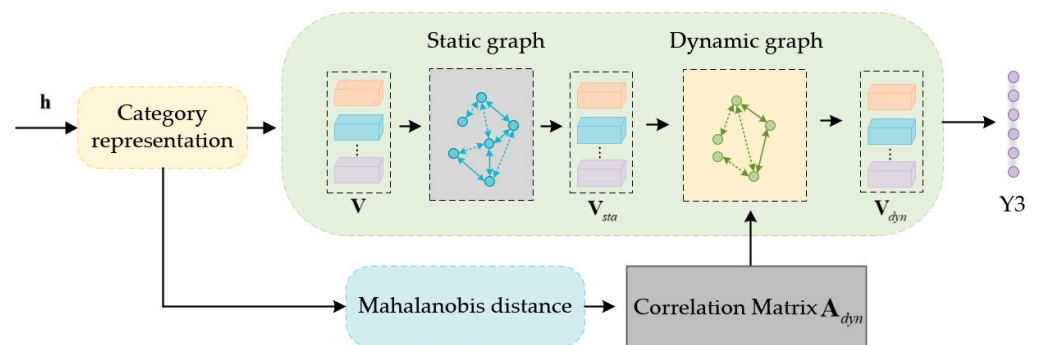 Static graph
Dynamic graph
h
Category
representation
V
V_sta
V_dyn
Y3
Mahalanobis distance
Correlation Matrix A_dyn